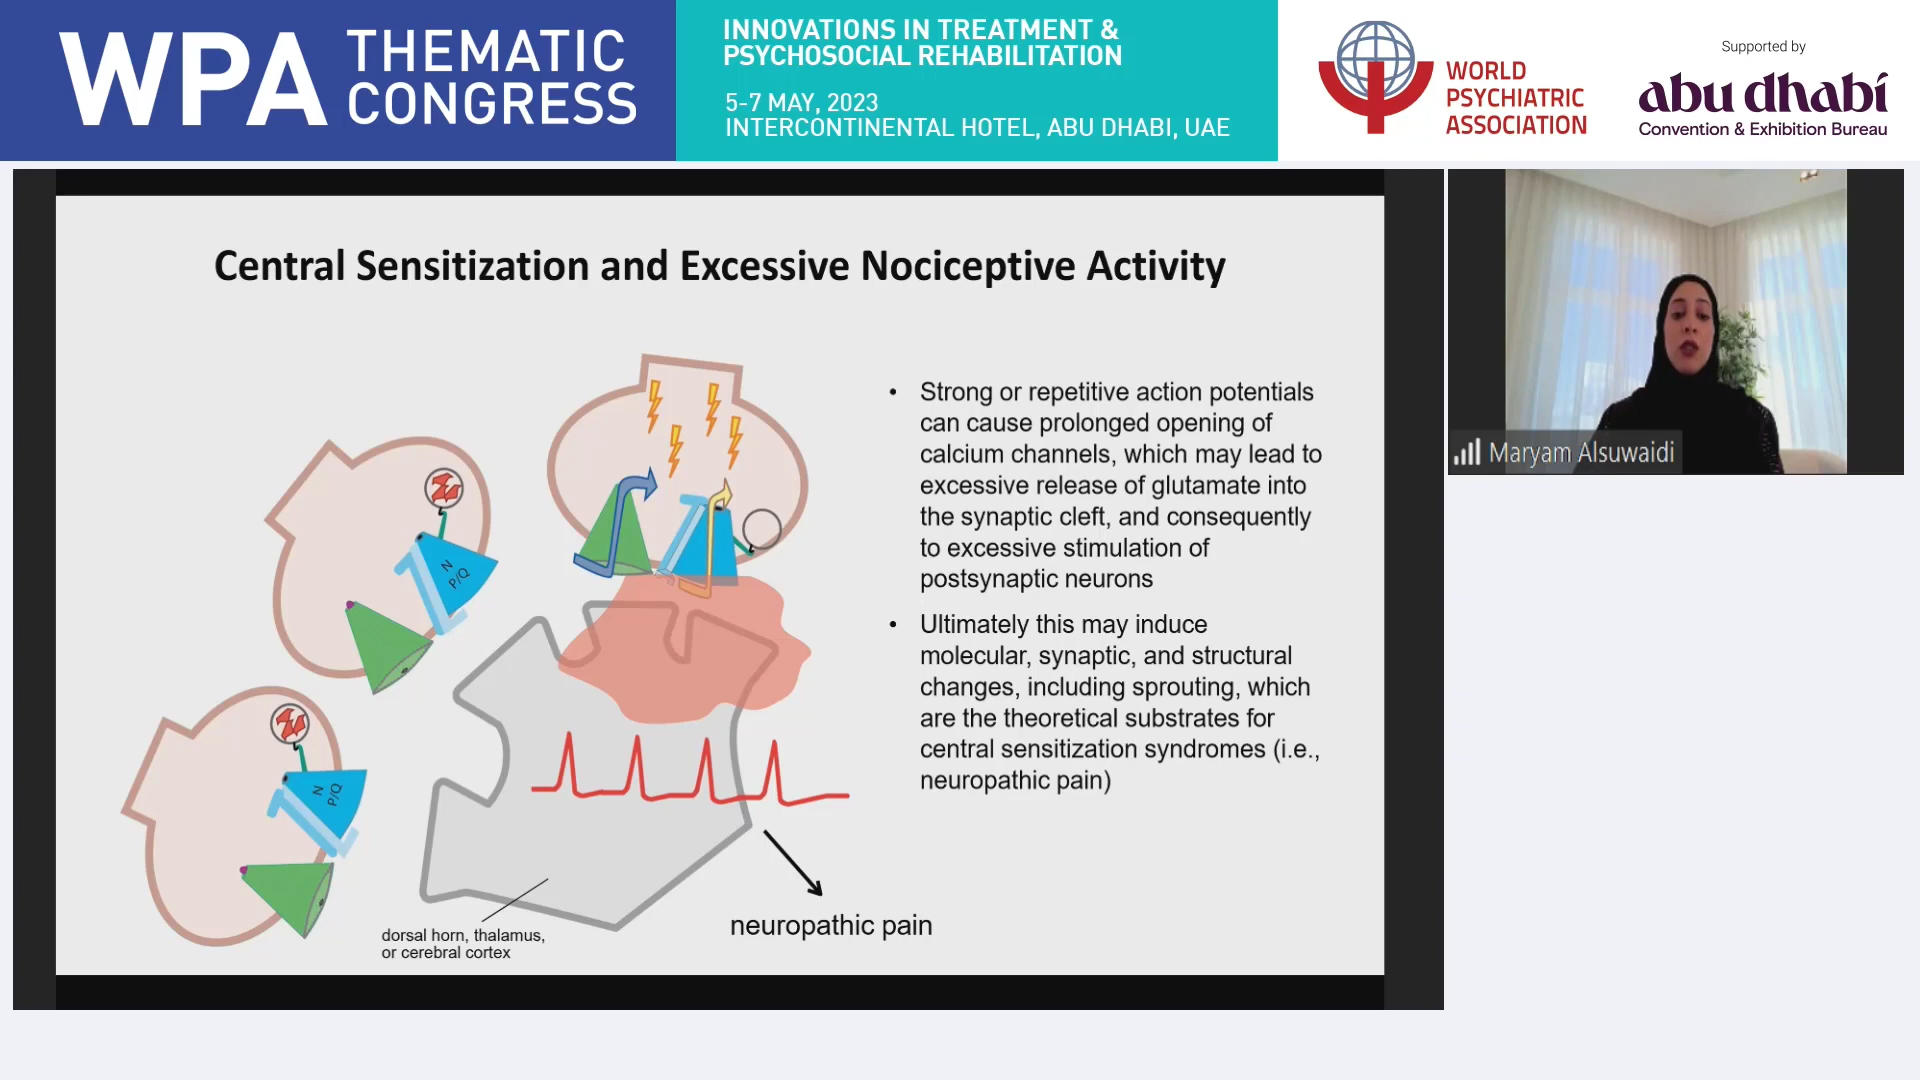 WPA THEMATIC
CONGRESS
INNOVATIONS IN TREATMENT &
PSYCHOSOCIAL REHABILITATION
5-7 MAY, 2023
INTERCONTINENTAL HOTEL, ABU DHABI, UAE
WORLD
PSYCHIATRIC
ASSOCIATION
Supported by
abu dhabi
Convention & Exhibition Bureau
Central Sensitization and Excessive Nociceptive Activity
• Strong or repetitive action potentials
can cause prolonged opening of
calcium channels, which may lead to
excessive release of glutamate into
the synaptic cleft, and consequently
to excessive stimulation of
postsynaptic neurons
• Ultimately this may induce
molecular, synaptic, and structural
changes, including sprouting, which
are the theoretical substrates for
central sensitization syndromes (i.e.,
neuropathic pain)
N
P/Q
N
P/Q
dorsal horn, thalamus,
or cerebral cortex
neuropathic pain
Maryam Alsuwaidi